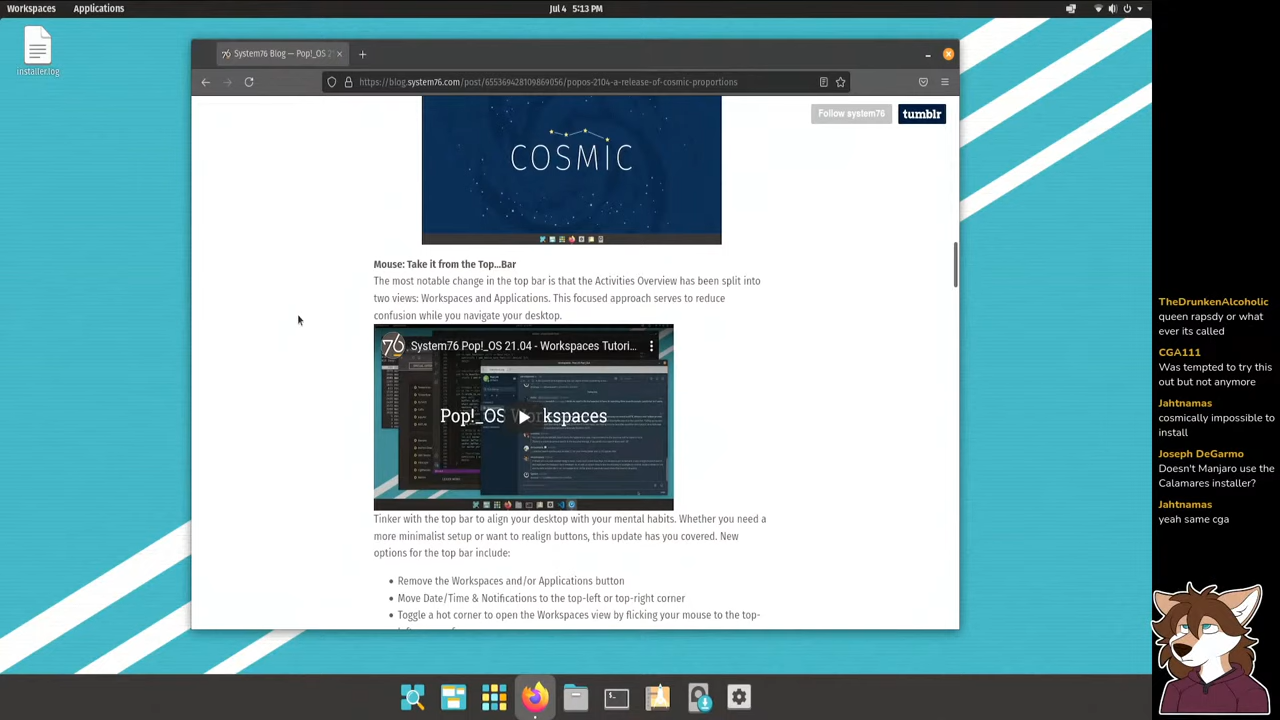 Workspaces
Applications
Jul 4 5:13 PM
installer.log
System76 Blog — Pop!_OS 2
https://blog.system76.com/post/655369428109869056/popos-2104-a-release-of-cosmic-proportions
Follow system76
tumblr
COSMIC
Mouse: Take it from the Top...Bar
The most notable change in the top bar is that the Activities Overview has been split into
two views: Workspaces and Applications. This focused approach serves to reduce
confusion while you navigate your desktop.
76
System76 Pop!_OS 21.04 - Workspaces Tutori...
Pop!_OS Workspaces
Tinker with the top bar to align your desktop with your mental habits. Whether you need a
more minimalist setup or want to realign buttons, this update has you covered. New
options for the top bar include:
• Remove the Workspaces and/or Applications button
• Move Date/Time & Notifications to the top-left or top-right corner
• Toggle a hot corner to open the Workspaces view by flicking your mouse to the top-
TheDrunkenAlcoholic
queen rapsdy or what
ever its called
CGA111
Was tempted to try this
out but not anymore
Jahtnamas
cosmically impossible to
install
Joseph DeGarmo
Doesn't Manjaro use the
Calamares installer?
Jahtnamas
yeah same cga